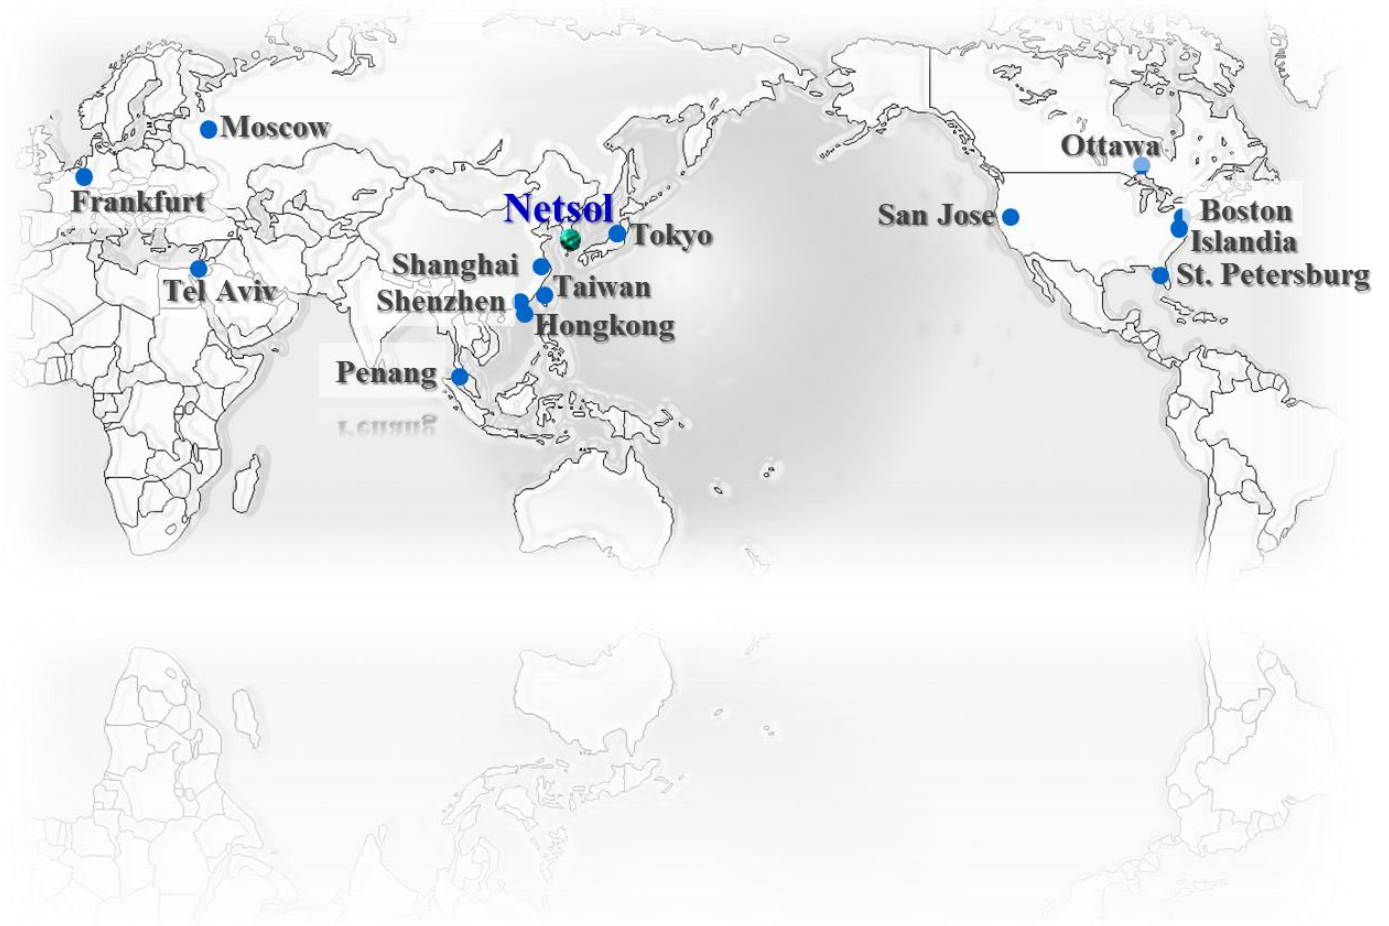 Moscow
Ottawa
Frankfurt
Netsol
San Jose
Boston
Tokyo
Islandia
Shanghai
St. Petersburg
Tel Aviv
Taiwan
Shenzhen
Hongkong
Penang